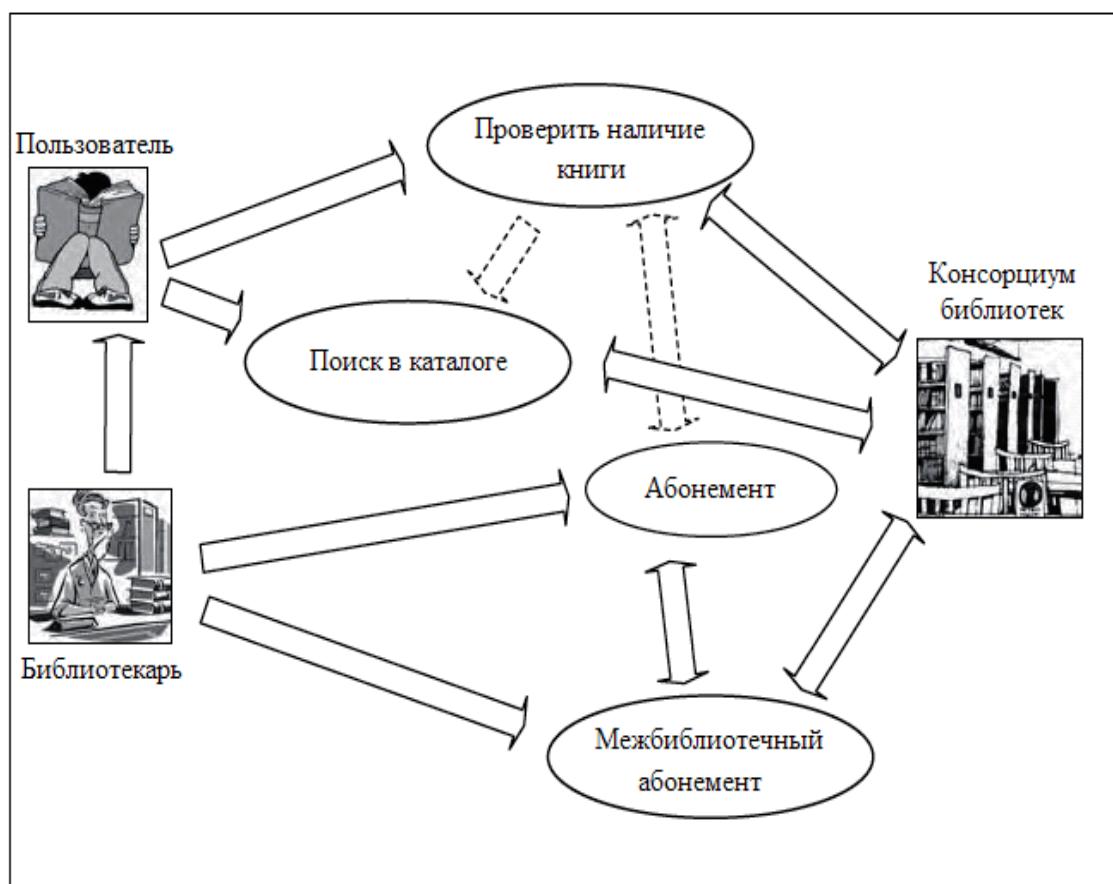 Проверить наличие
книги
Пользователь
Консорциум
библиотек
Поиск в каталоге
Абонемент
Библиотекарь
Межбиблиотечный
абонемент